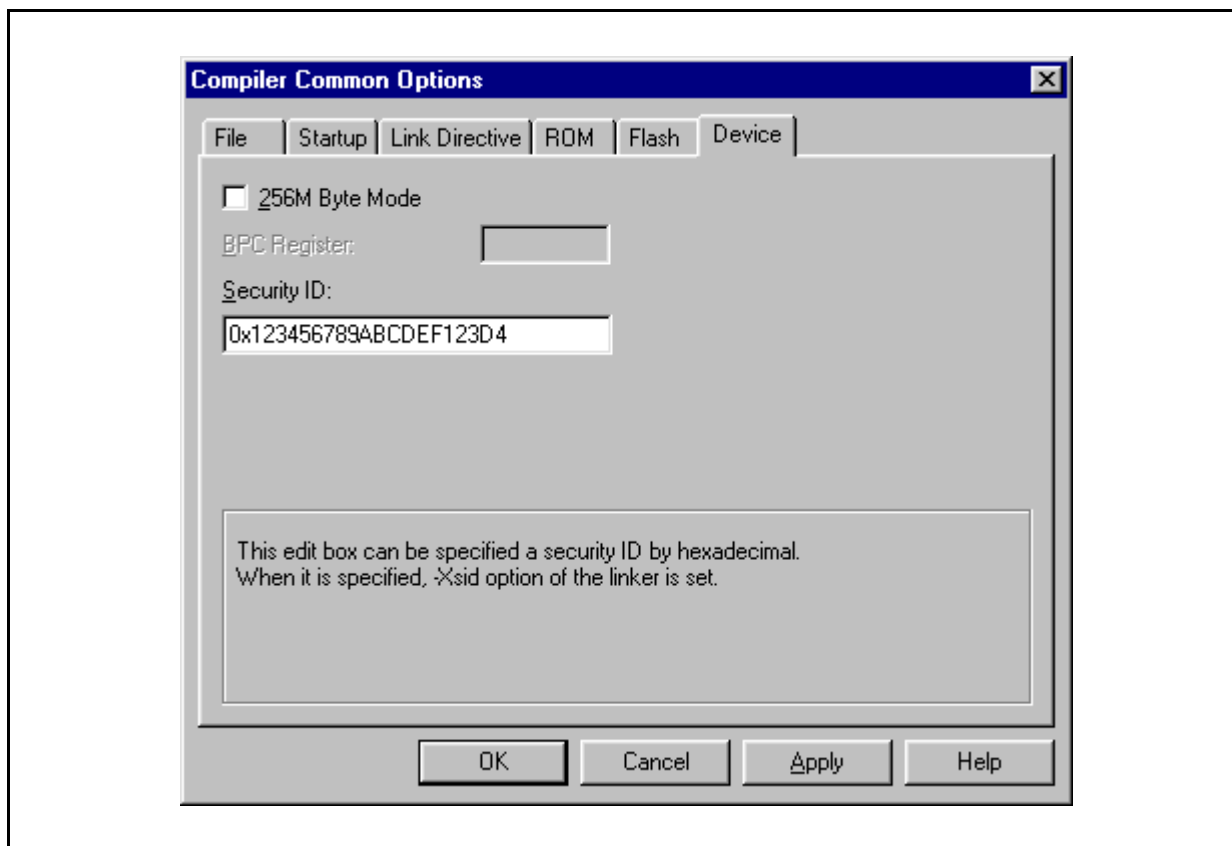 Compiler Common Options
File Startup Link Directive ROM Flash Device
256M Byte Mode
BPC Register:
Security ID:
0x123456789ABCDEF123D4
This edit box can be specified a security ID by hexadecimal.
When it is specified, -Xsid option of the linker is set.
OK Cancel Apply Help